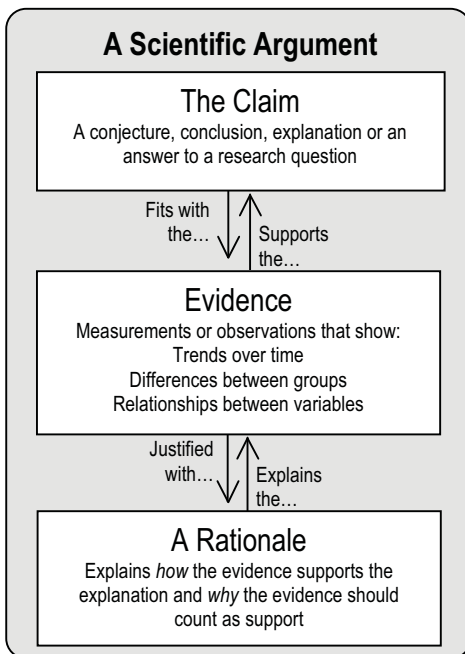 A Scientific Argument
The Claim
A conjecture, conclusion, explanation or an
answer to a research question
Fits with
the…
Supports
the…
Evidence
Measurements or observations that show:
Trends over time
Differences between groups
Relationships between variables
Justified
with…
Explains
the…
A Rationale
Explains how the evidence supports the
explanation and why the evidence should
count as support